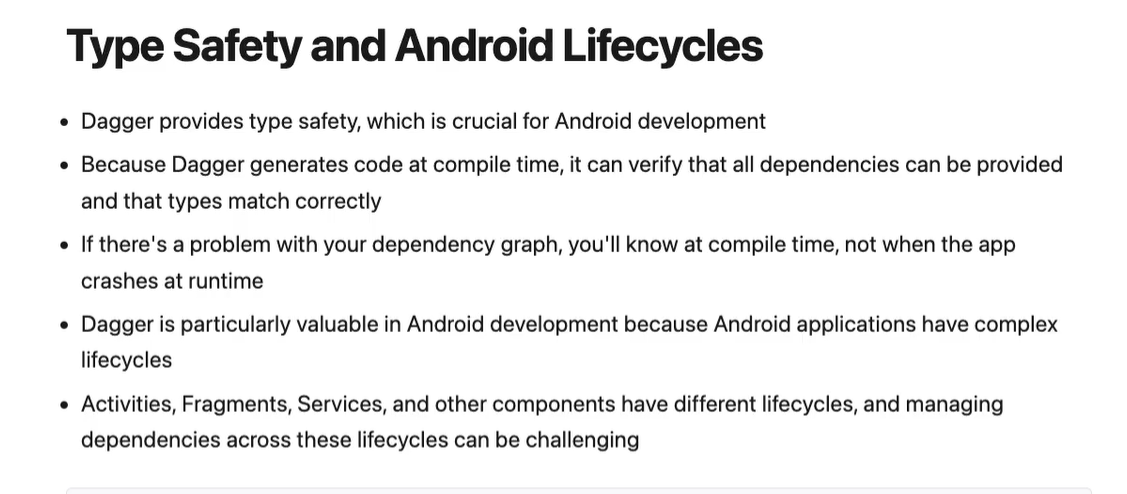 Type Safety and Android Lifecycles
• Dagger provides type safety, which is crucial for Android development
• Because Dagger generates code at compile time, it can verify that all dependencies can be provided
and that types match correctly
• If there's a problem with your dependency graph, you'll know at compile time, not when the app
crashes at runtime
• Dagger is particularly valuable in Android development because Android applications have complex
lifecycles
• Activities, Fragments, Services, and other components have different lifecycles, and managing
dependencies across these lifecycles can be challenging